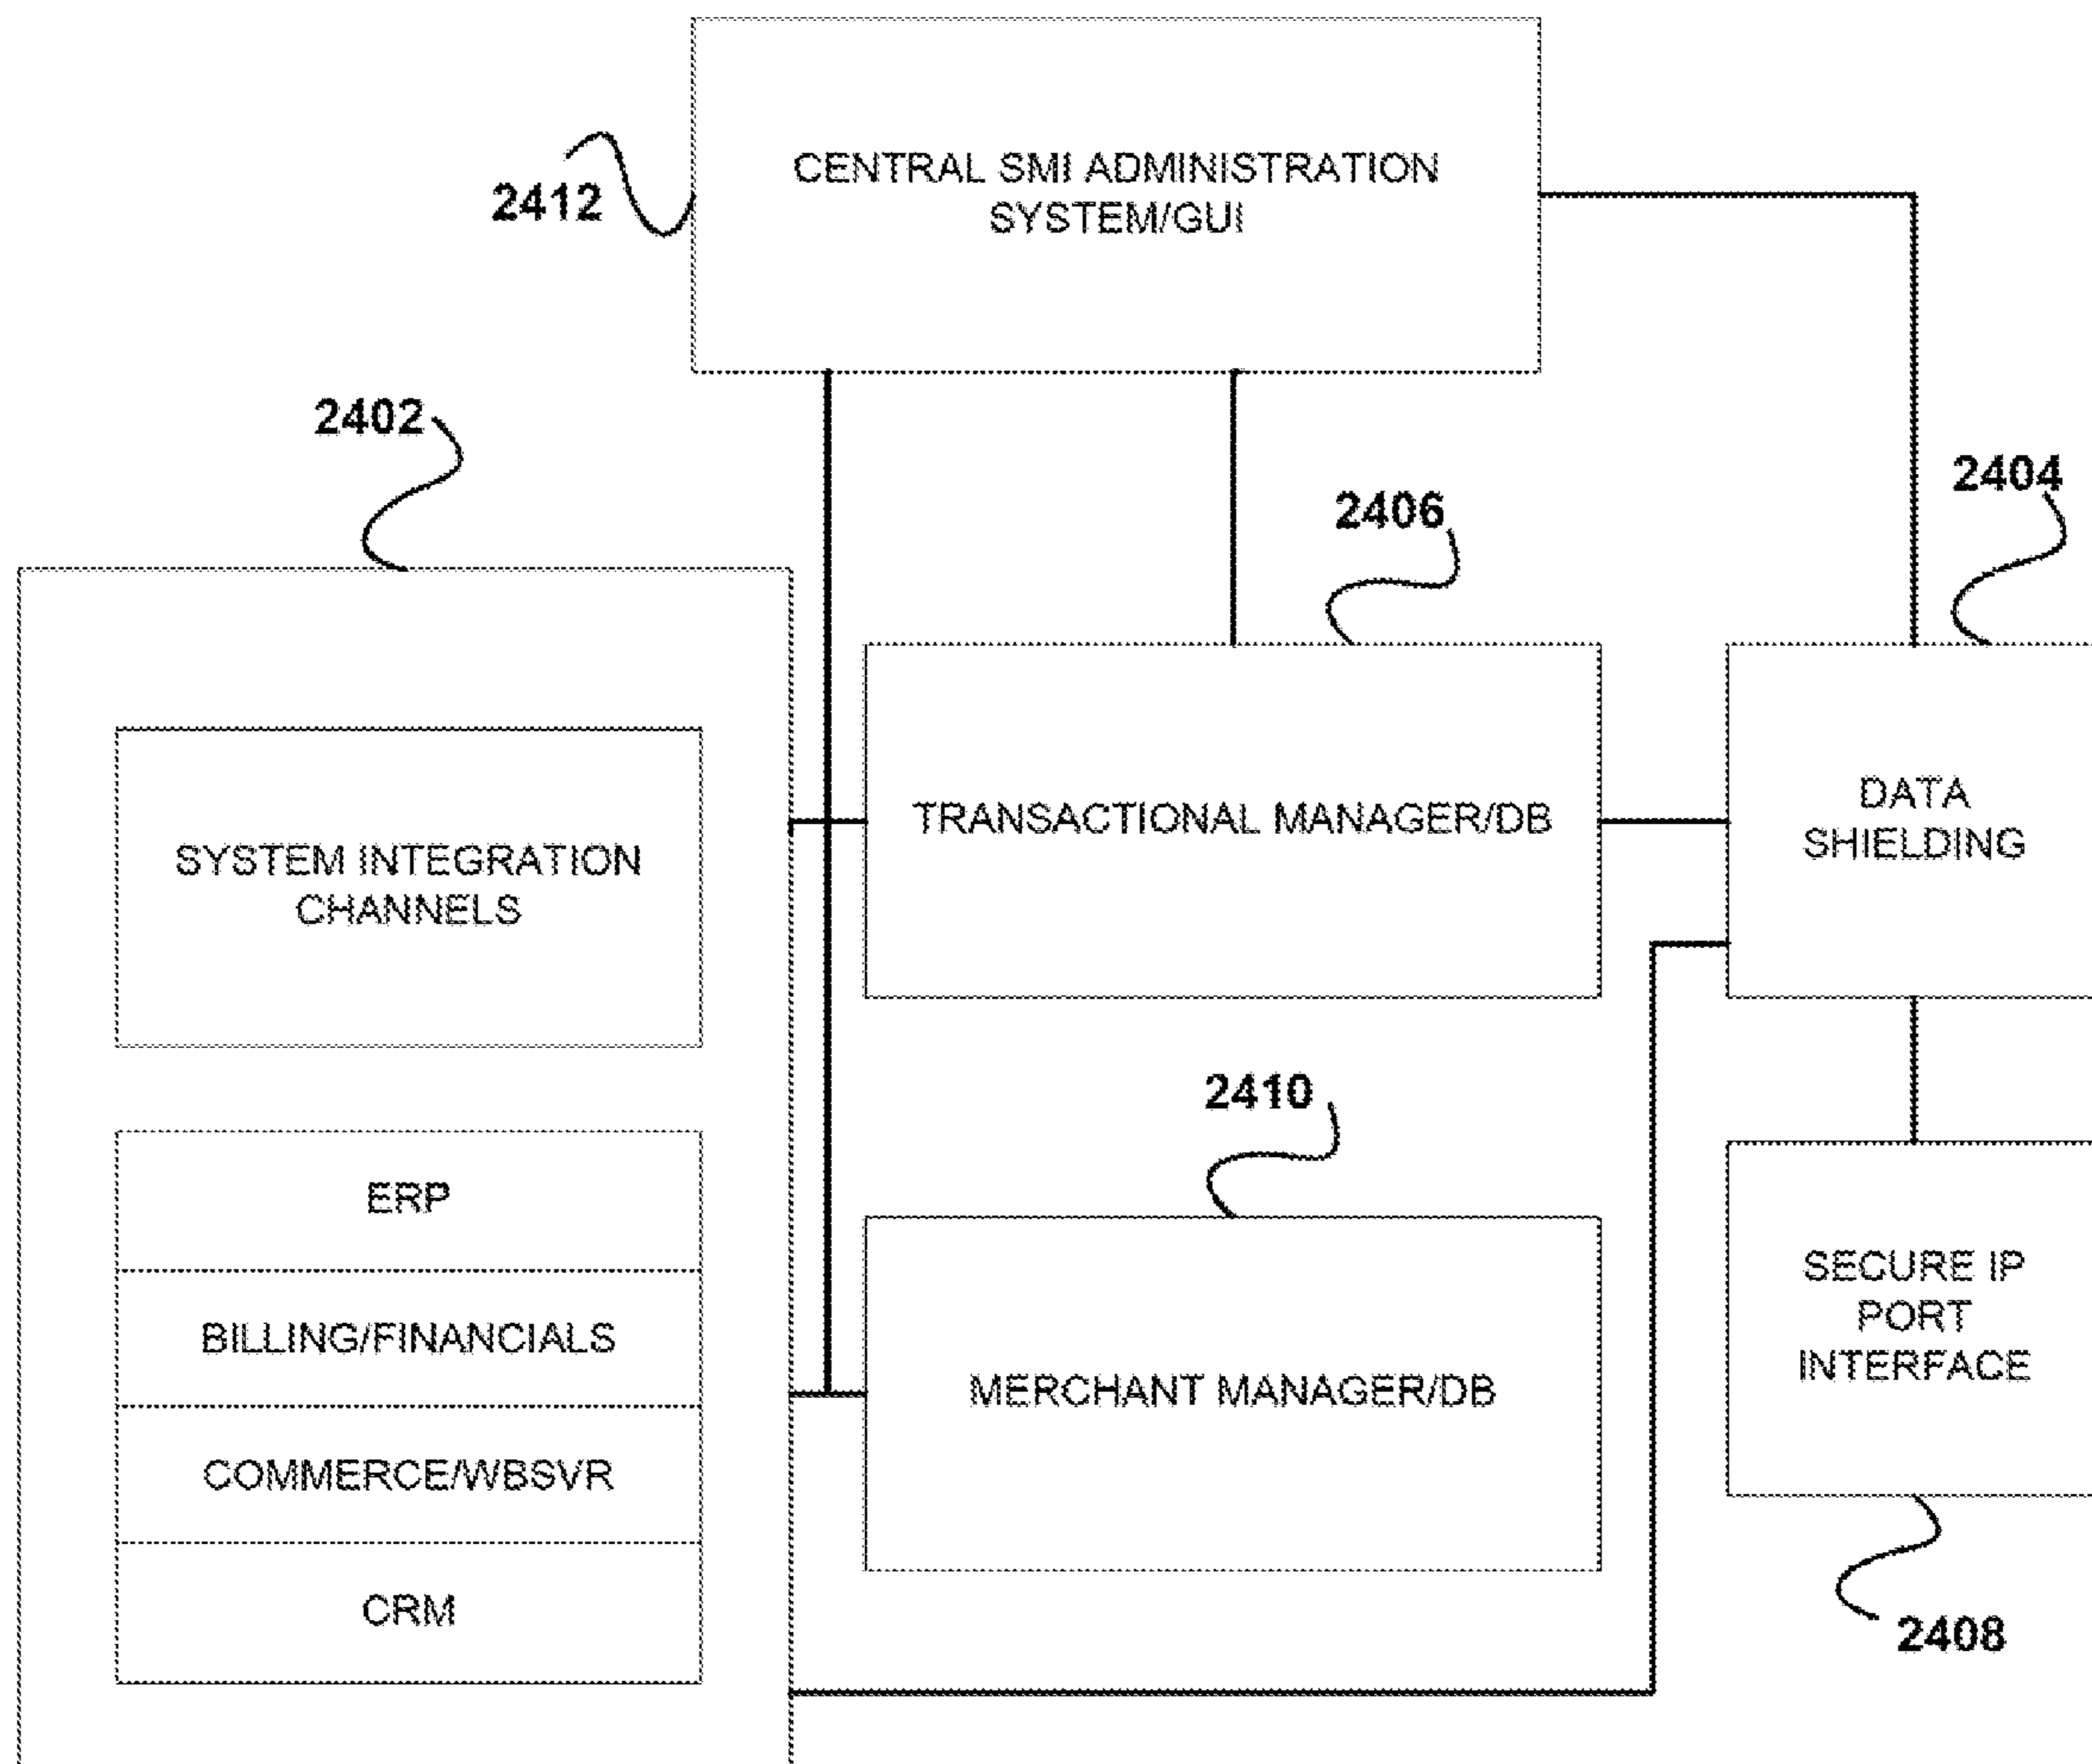 CENTRAL SMI ADMINISTRATION
SYSTEM/GUI
2412
2402
2404
2406
SYSTEM INTEGRATION
CHANNELS
TRANSACTIONAL MANAGER/DB
DATA
SHIELDING
2410
ERP
BILLING/FINANCIALS
COMMERCE/WBSVR
CRM
MERCHANT MANAGER/DB
SECURE IP
PORT
INTERFACE
2408